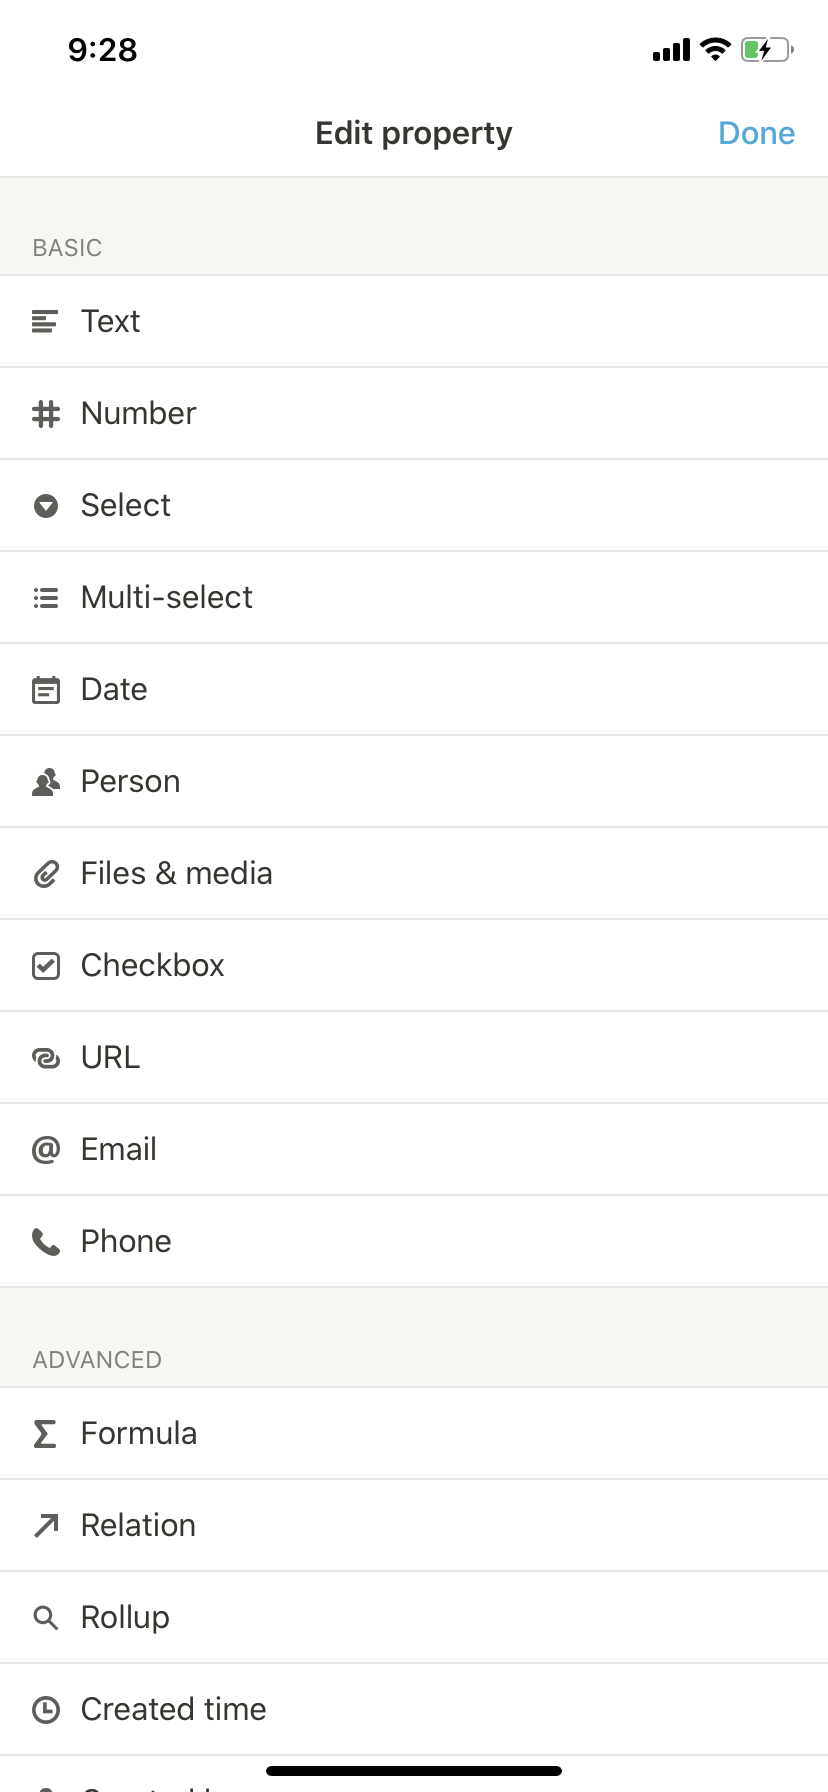 9:28
Edit property
Done
BASIC
Text
Number
Select
Multi-select
Date
Person
Files & media
Checkbox
URL
Email
Phone
ADVANCED
Formula
Relation
Rollup
Created time